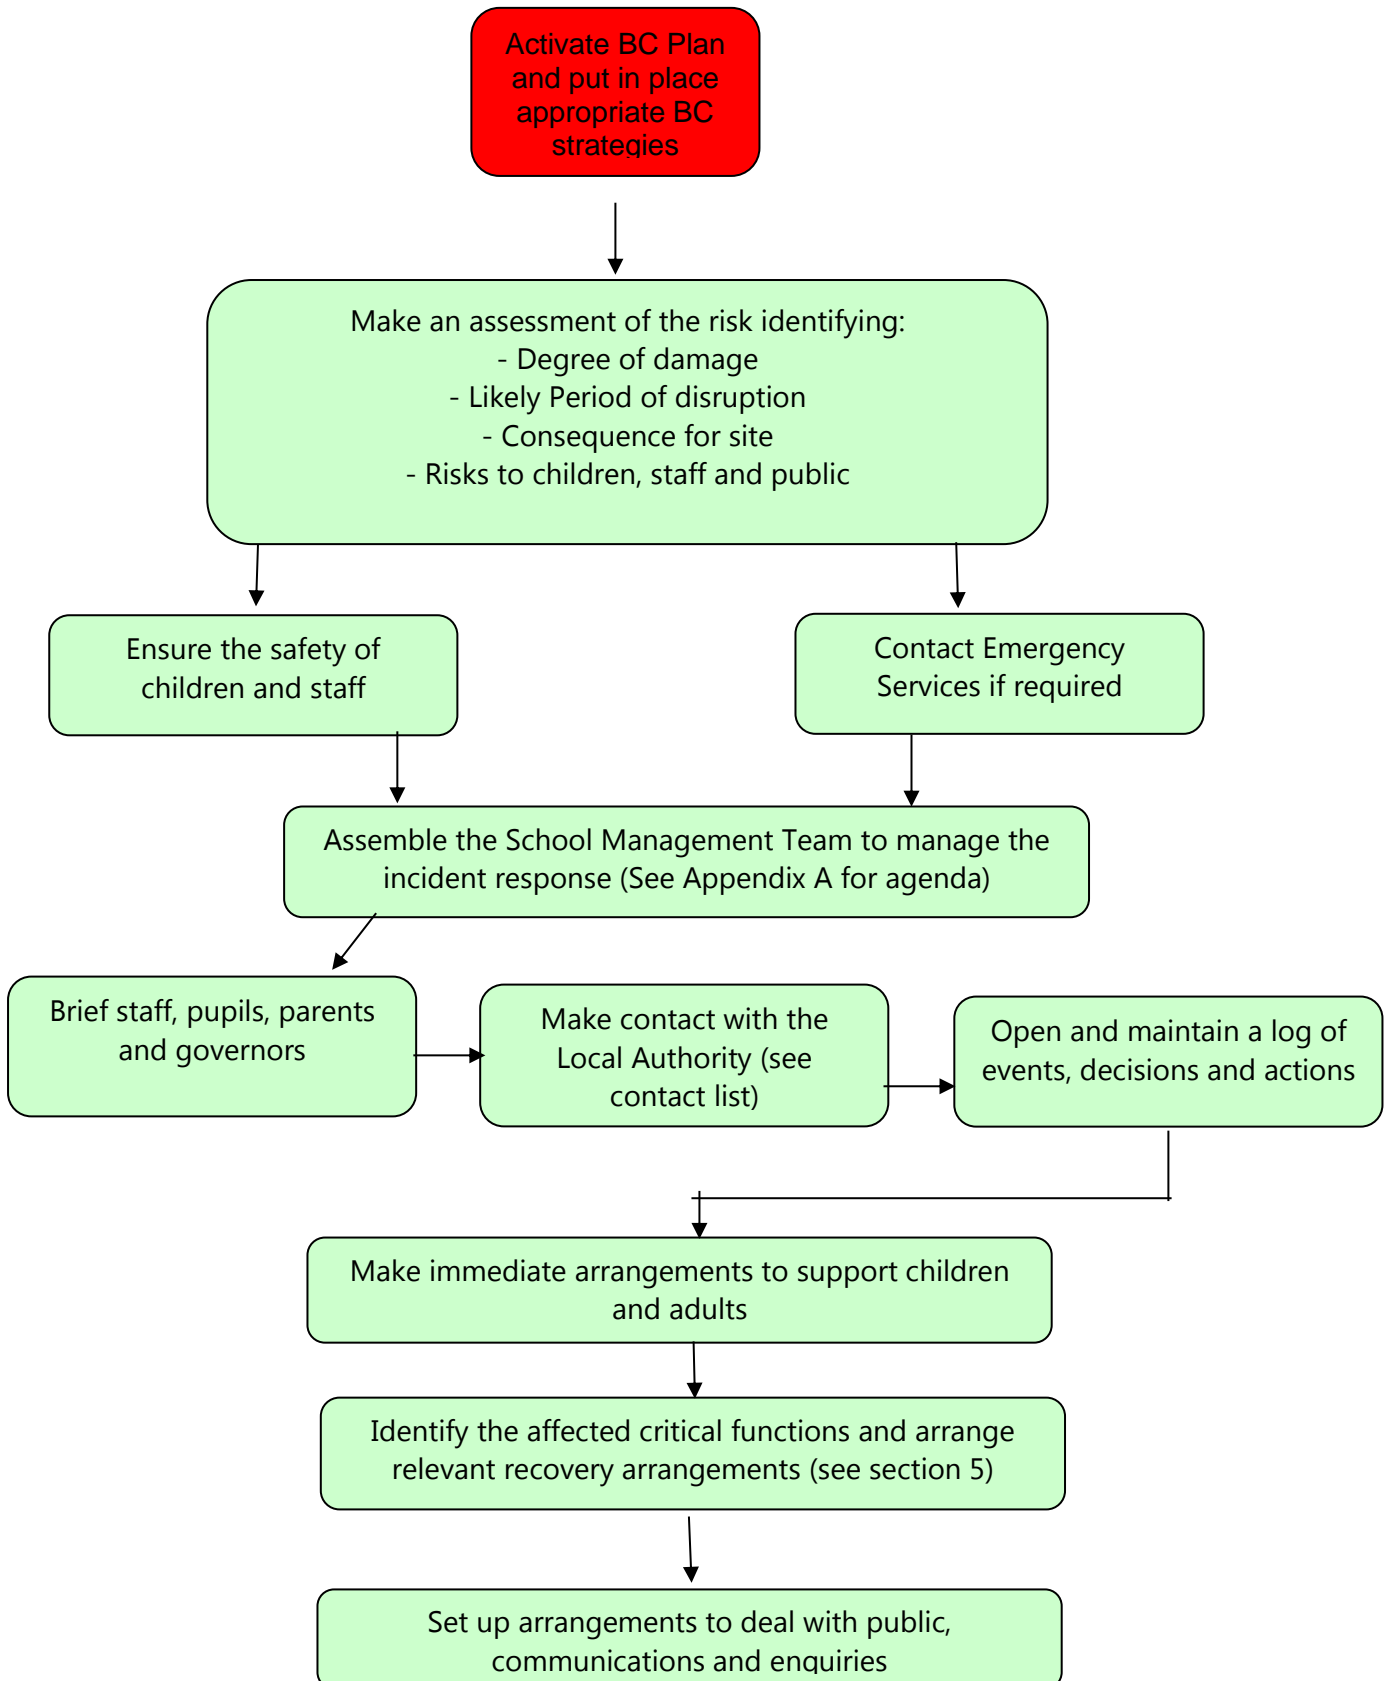 Activate BC Plan
and put in place
appropriate BC
strategies
Make an assessment of the risk identifying:
- Degree of damage
- Likely Period of disruption
- Consequence for site
- Risks to children, staff and public
Ensure the safety of
children and staff
Contact Emergency
Services if required
Assemble the School Management Team to manage the
incident response (See Appendix A for agenda)
Brief staff, pupils, parents
and governors
Make contact with the
Local Authority (see
contact list)
Open and maintain a log of
events, decisions and actions
Make immediate arrangements to support children
and adults
Identify the affected critical functions and arrange
relevant recovery arrangements (see section 5)
Set up arrangements to deal with public,
communications and enquiries